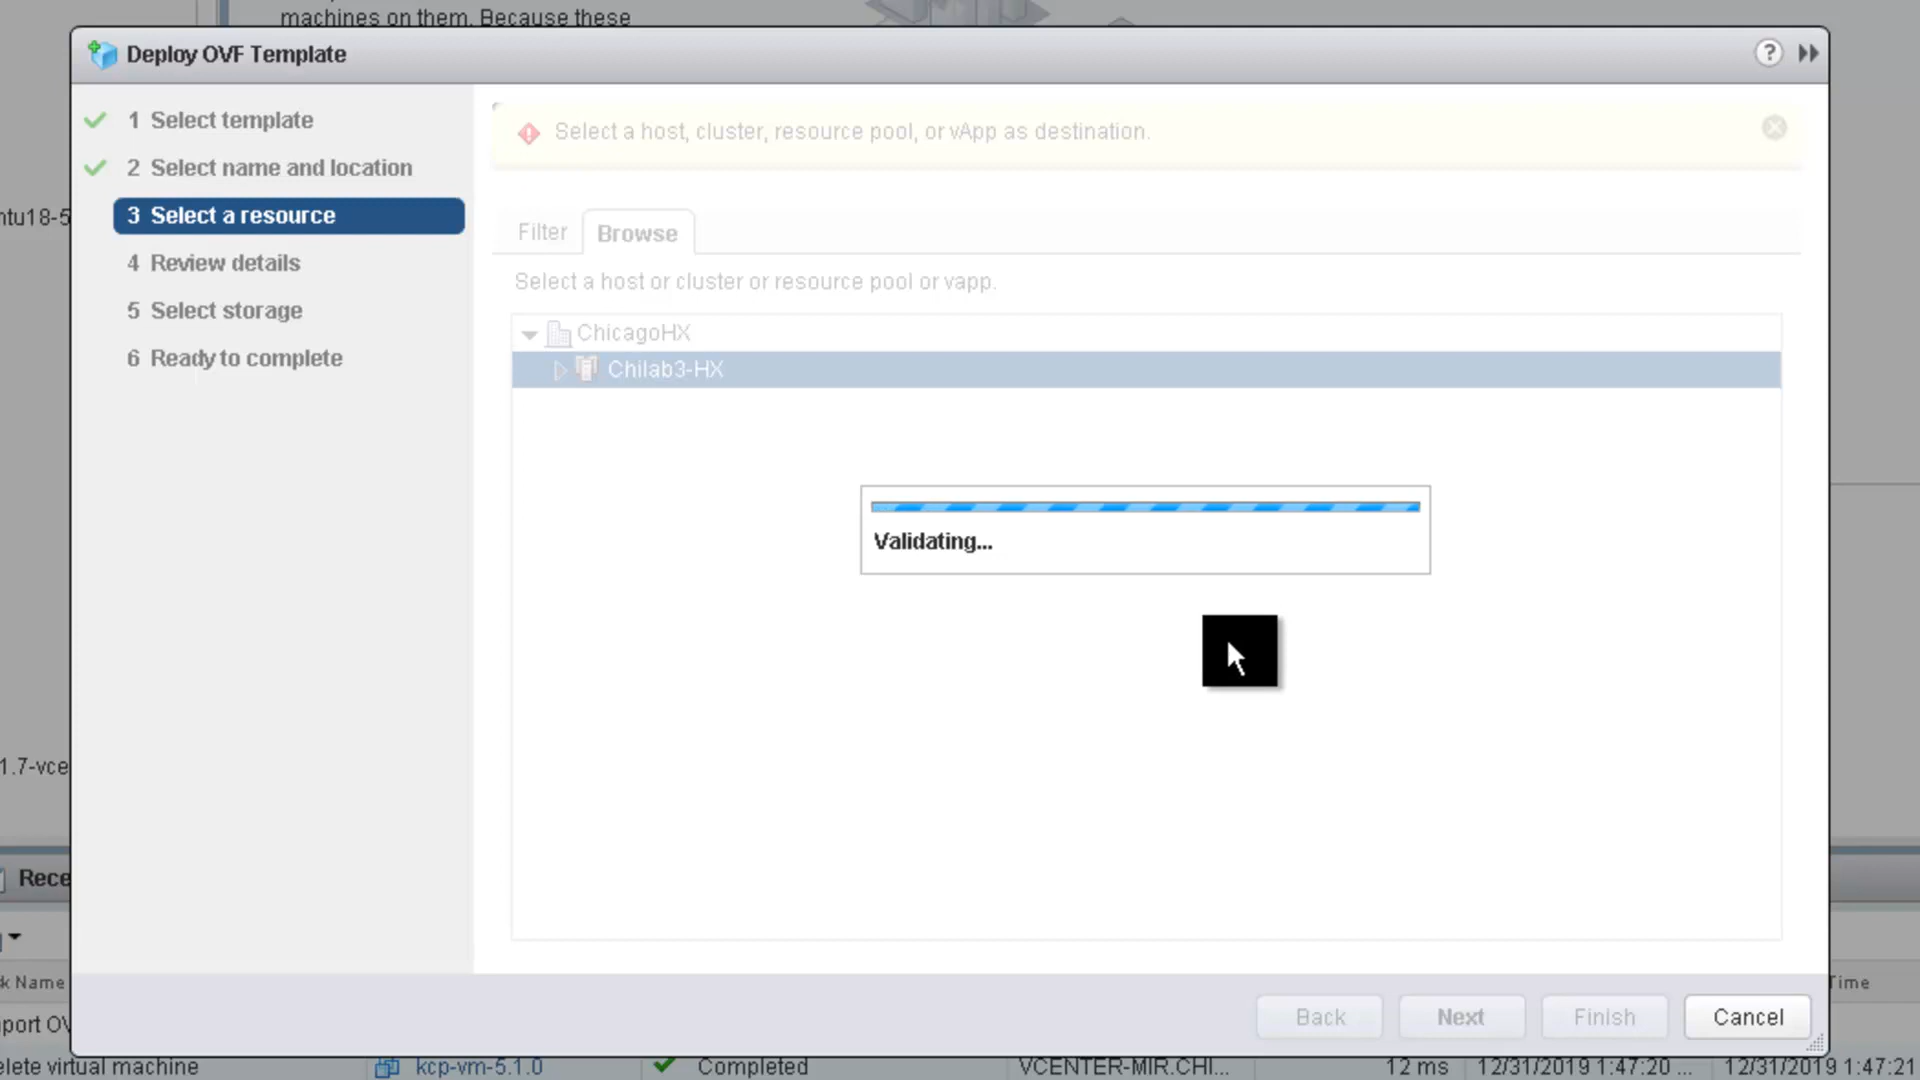 machines on them. Because these
Deploy OVF Template
1 Select template
2 Select name and location
3 Select a resource
4 Review details
5 Select storage
6 Ready to complete
Select a host, cluster, resource pool, or vApp as destination.
Filter
Browse
Select a host or cluster or resource pool or vapp.
ChicagoHX
Chilab3-HX
Validating...
ntu18-5
1.7-vce
Rece
k Name
Time
port OV
Back
Next
Finish
Cancel
elete virtual machine
kcp-vm-5.1.0
Completed
VCENTER-MIR.CHI...
12 ms
12/31/2019 1:47:20 ...
12/31/2019 1:47:21